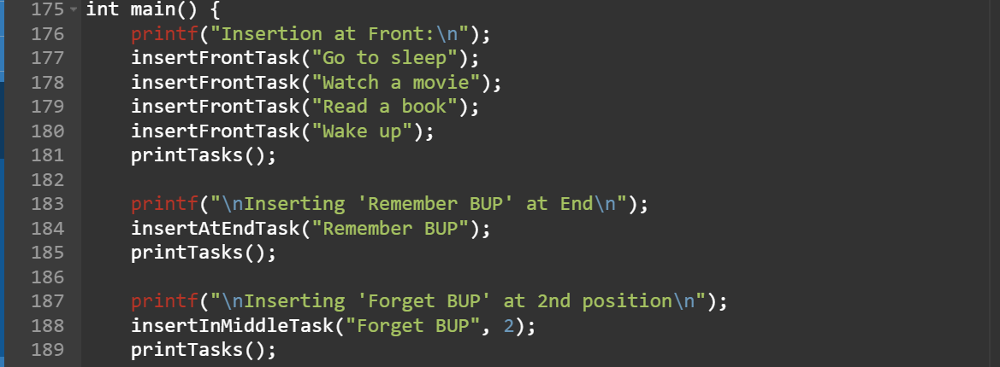 175 int main() {
176     printf("Insertion at Front:\n");
177     insertFrontTask("Go to sleep");
178     insertFrontTask("Watch a movie");
179     insertFrontTask("Read a book");
180     insertFrontTask("Wake up");
181     printTasks();
182
183     printf("\nInserting 'Remember BUP' at End\n");
184     insertAtEndTask("Remember BUP");
185     printTasks();
186
187     printf("\nInserting 'Forget BUP' at 2nd position\n");
188     insertInMiddleTask("Forget BUP", 2);
189     printTasks();